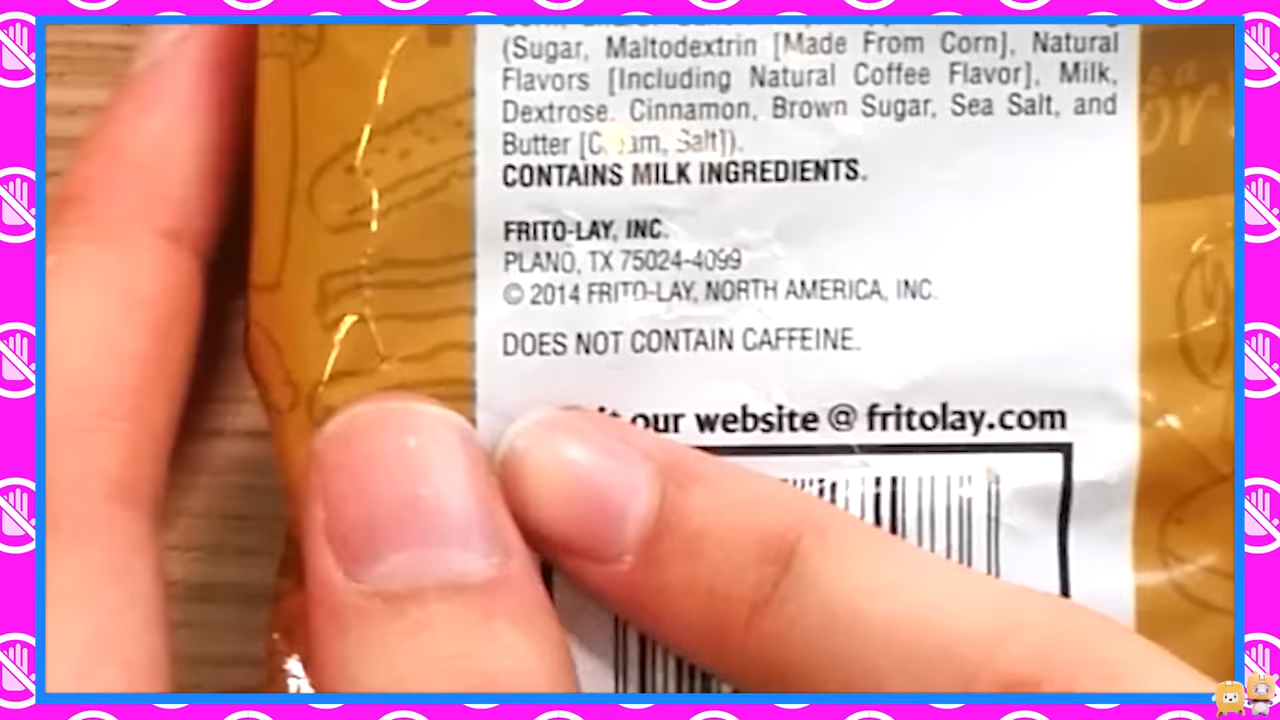 (Sugar, Maltodextrin [Made From Corn], Natural
Flavors [Including Natural Coffee Flavor], Milk,
Dextrose, Cinnamon, Brown Sugar, Sea Salt, and
Butter [Cream, Salt]).
CONTAINS MILK INGREDIENTS.
FRITO-LAY, INC.
PLANO, TX 75024-4099
© 2014 FRITO-LAY, NORTH AMERICA, INC.
DOES NOT CONTAIN CAFFEINE.
our website @ fritolay.com